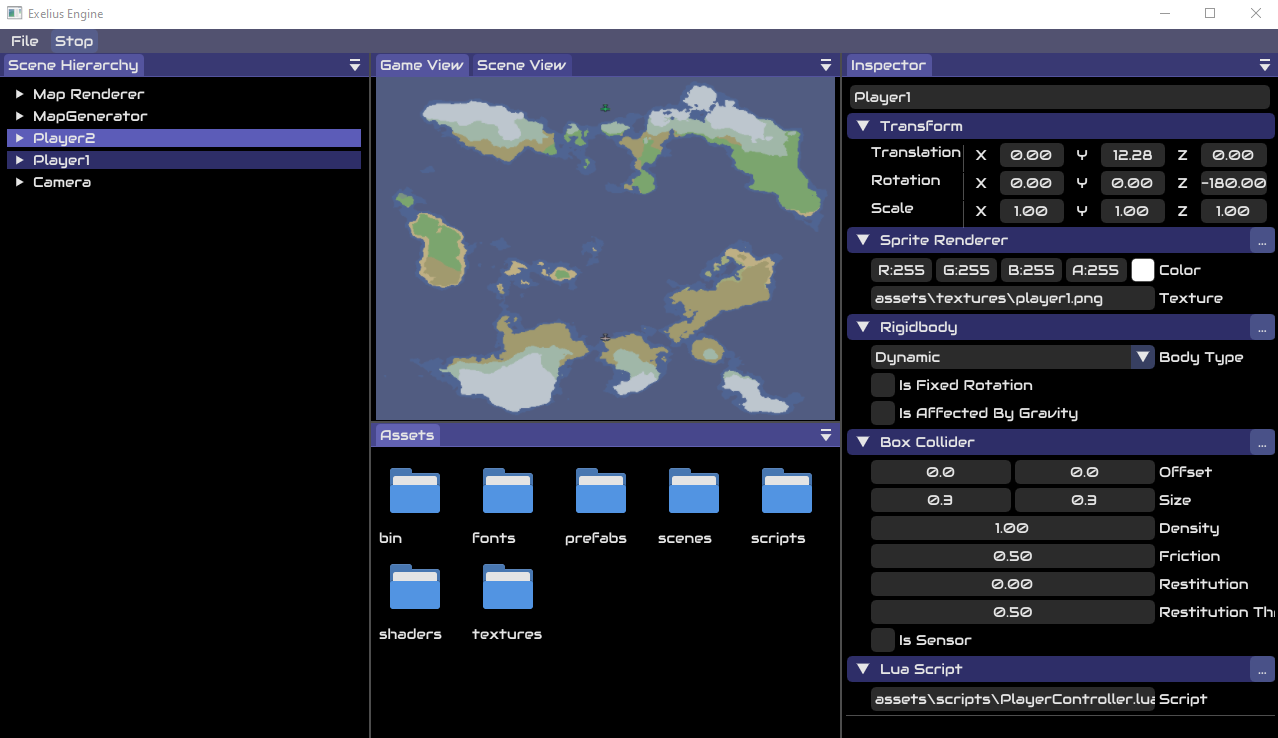 Exelius Engine
File Stop
Scene Hierarchy
Map Renderer
MapGenerator
Player2
Player1
Camera
Game View Scene View
Assets
bin fonts prefabs scenes scripts
shaders textures
Inspector
Player1
Transform
Translation X 0.00 Y 12.28 Z 0.00
Rotation X 0.00 Y 0.00 Z -180.00
Scale X 1.00 Y 1.00 Z 1.00
Sprite Renderer ...
R:255 G:255 B:255 A:255 Color
assets\textures\player1.png Texture
Rigidbody ...
Dynamic Body Type
Is Fixed Rotation
Is Affected By Gravity
Box Collider ...
0.0 0.0 Offset
0.3 0.3 Size
1.00 Density
0.50 Friction
0.00 Restitution
0.50 Restitution Th
Is Sensor
Lua Script ...
assets\scripts\PlayerController.lua Script